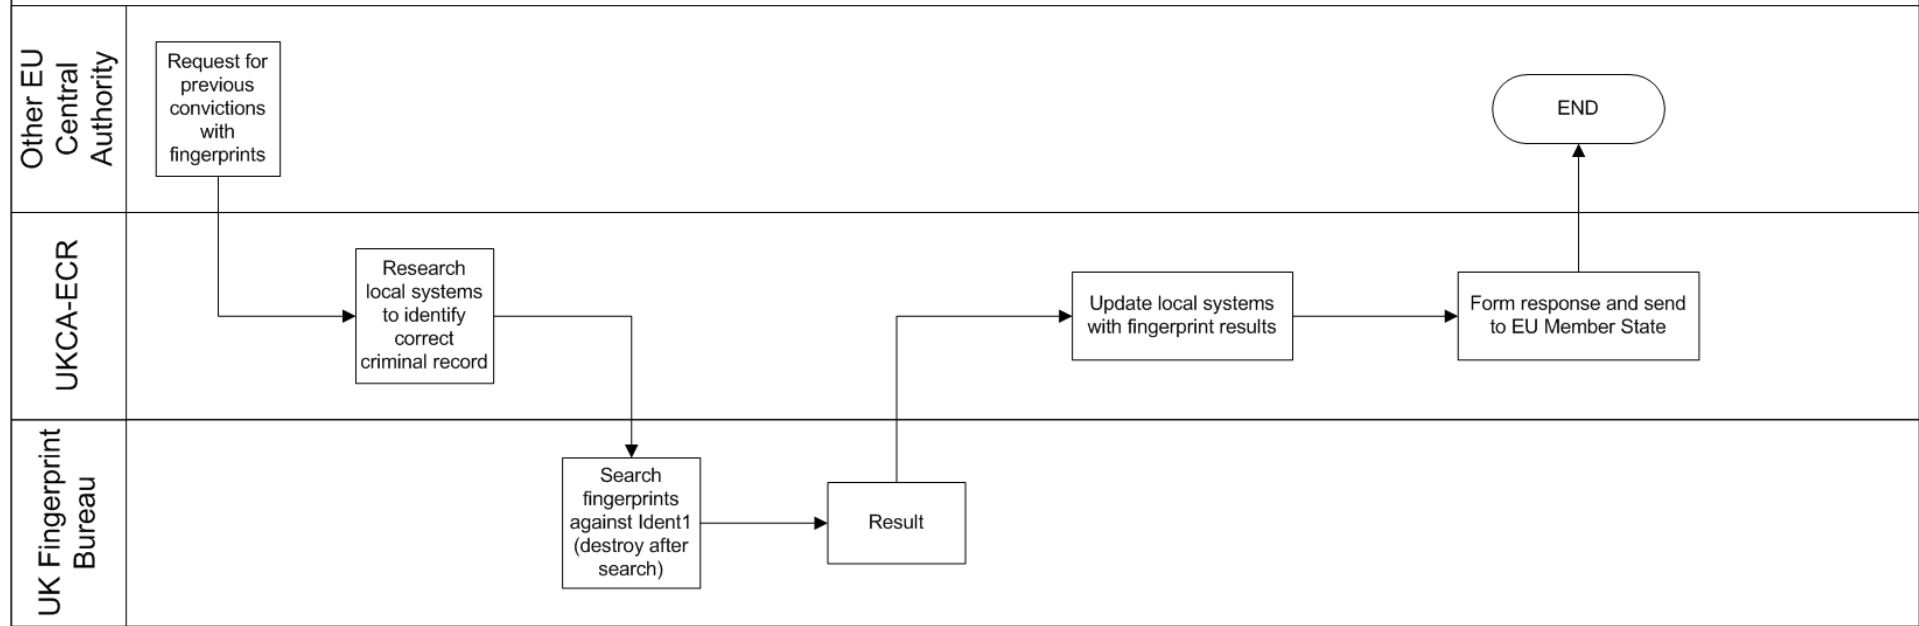 Other EU
Central
Authority
Request for
previous
convictions
with
fingerprints
END
UKCA-ECR
Research
local systems
to identify
correct
criminal record
Update local systems
with fingerprint results
Form response and send
to EU Member State
UK Fingerprint
Bureau
Search
fingerprints
against Ident1
(destroy after
search)
Result